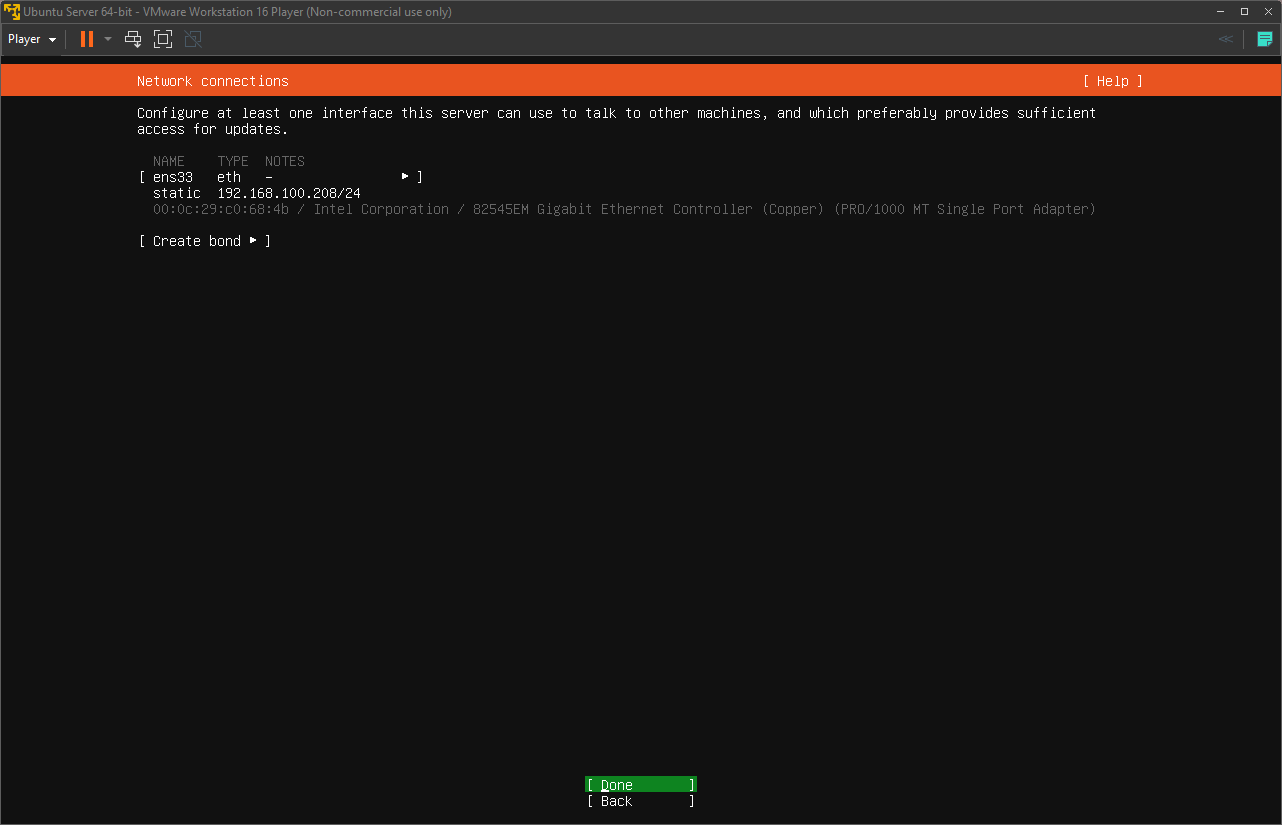 Ubuntu Server 64-bit - VMware Workstation 16 Player (Non-commercial use only)
Player
Network connections [ Help ]
Configure at least one interface this server can use to talk to other machines, and which preferably provides sufficient
access for updates.
NAME TYPE NOTES
[ ens33 eth – ▸ ]
static 192.168.100.208/24
00:0c:29:c0:68:4b / Intel Corporation / 82545EM Gigabit Ethernet Controller (Copper) (PRO/1000 MT Single Port Adapter)
[ Create bond ▸ ]
[ Done ]
[ Back ]